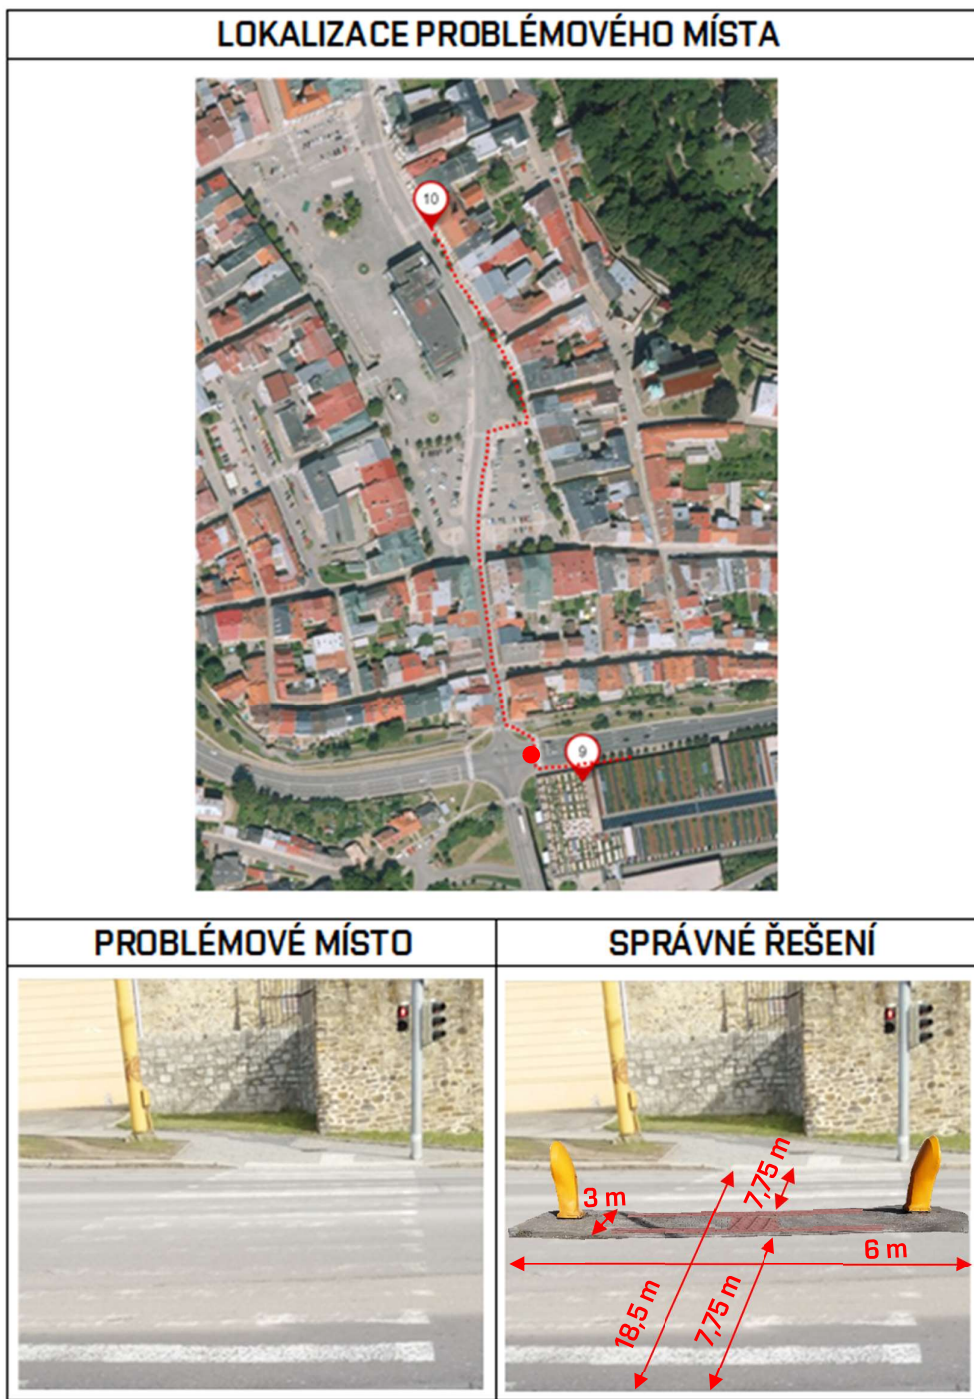 LOKALIZACE PROBLÉMOVÉHO MÍSTA
10
9
PROBLÉMOVÉ MÍSTO
SPRÁVNÉ ŘEŠENÍ
7,75 m
3 m
6 m
18,5 m
7,75 m